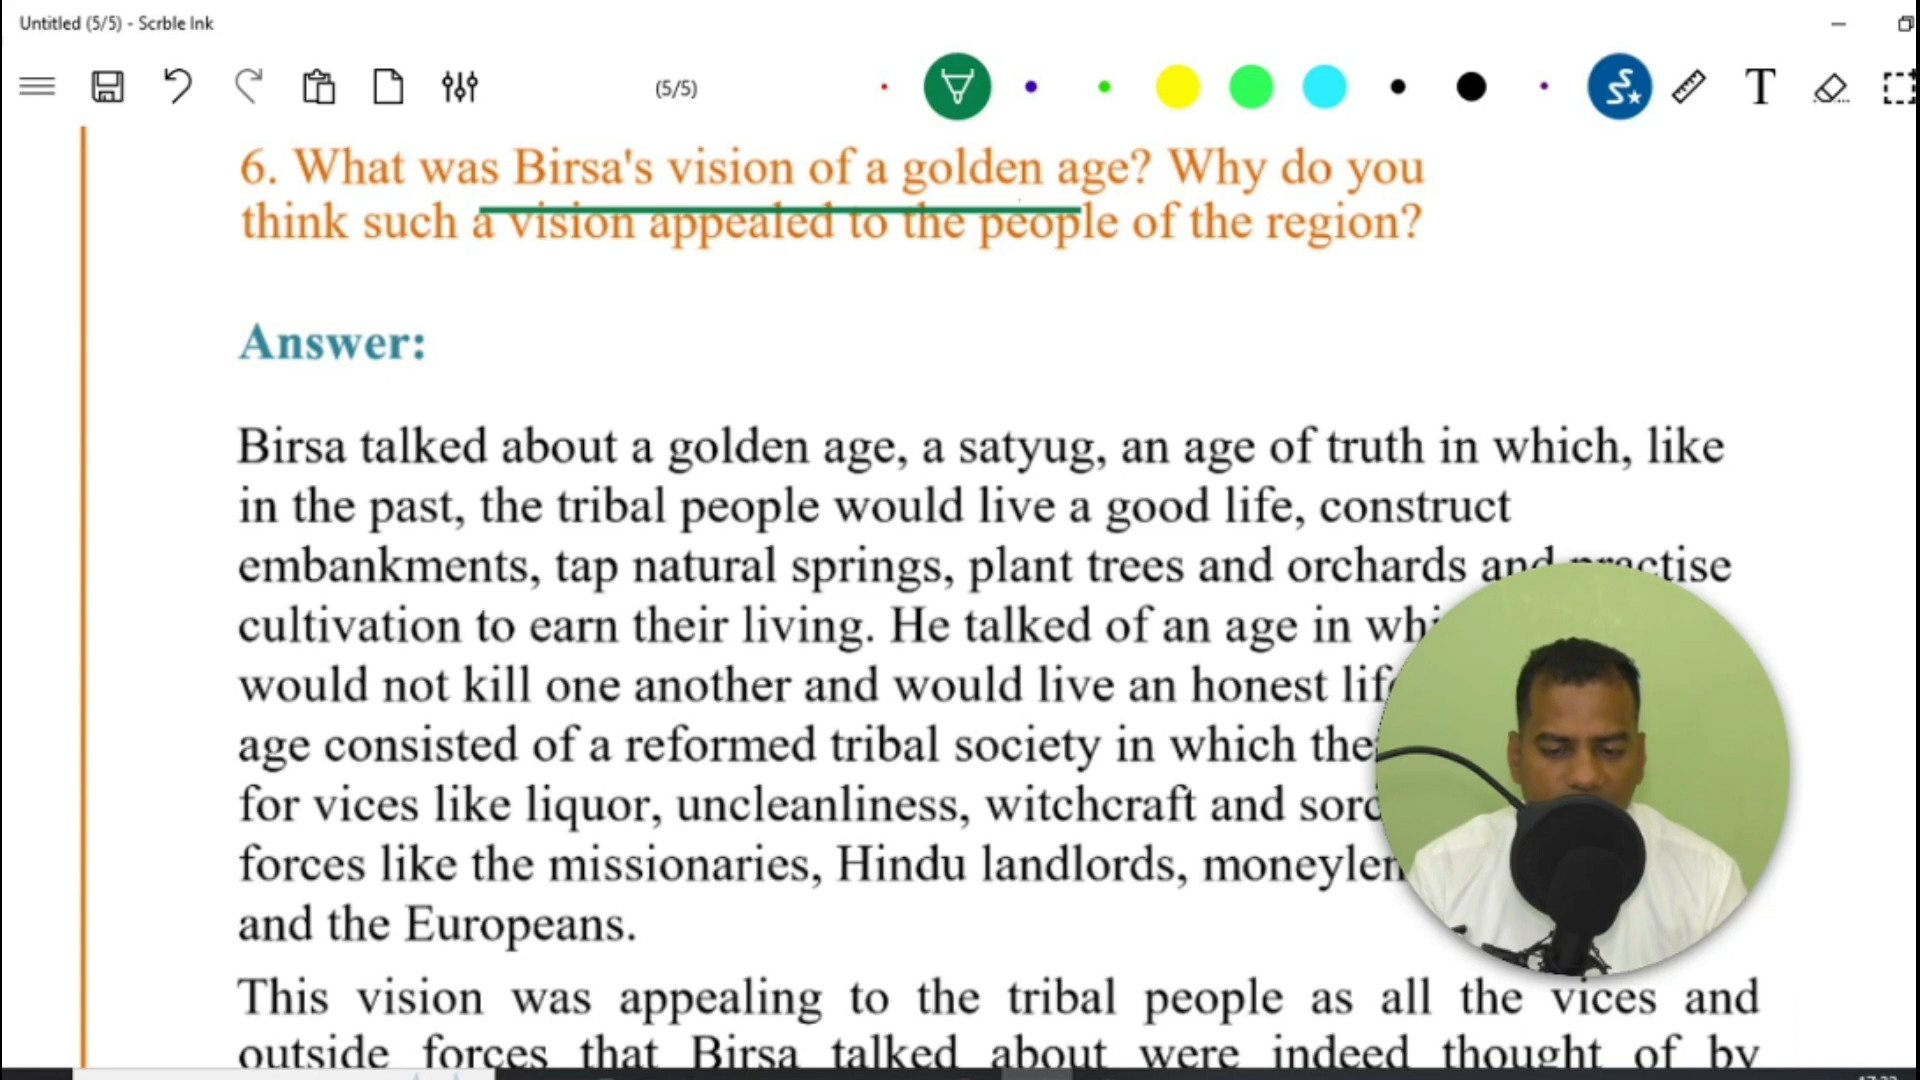 Untitled (5/5) - Scrble Ink
(5/5)
T
6. What was Birsa's vision of a golden age? Why do you
think such a vision appealed to the people of the region?
Answer:
Birsa talked about a golden age, a satyug, an age of truth in which, like
in the past, the tribal people would live a good life, construct
embankments, tap natural springs, plant trees and orchards and practise
cultivation to earn their living. He talked of an age in
would not kill one another and would live an honest
age consisted of a reformed tribal society in which
for vices like liquor, uncleanliness, witchcraft and
forces like the missionaries, Hindu landlords,
and the Europeans.
This vision was appealing to the tribal people as all the vices and
outside forces that Birsa talked about were indeed thought of by